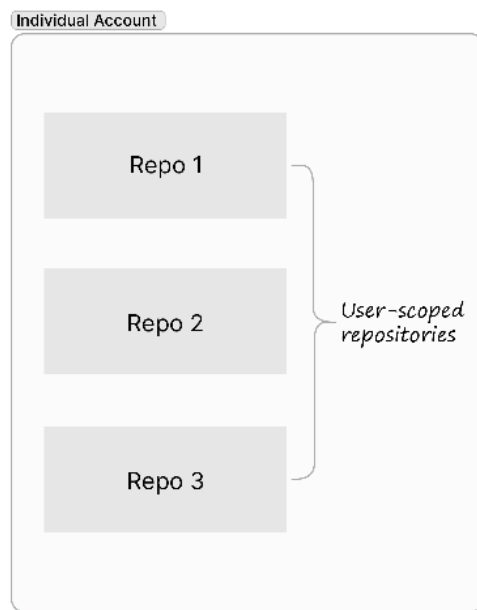 Individual Account
Repo 1
Repo 2
User-scoped
repositories
Repo 3